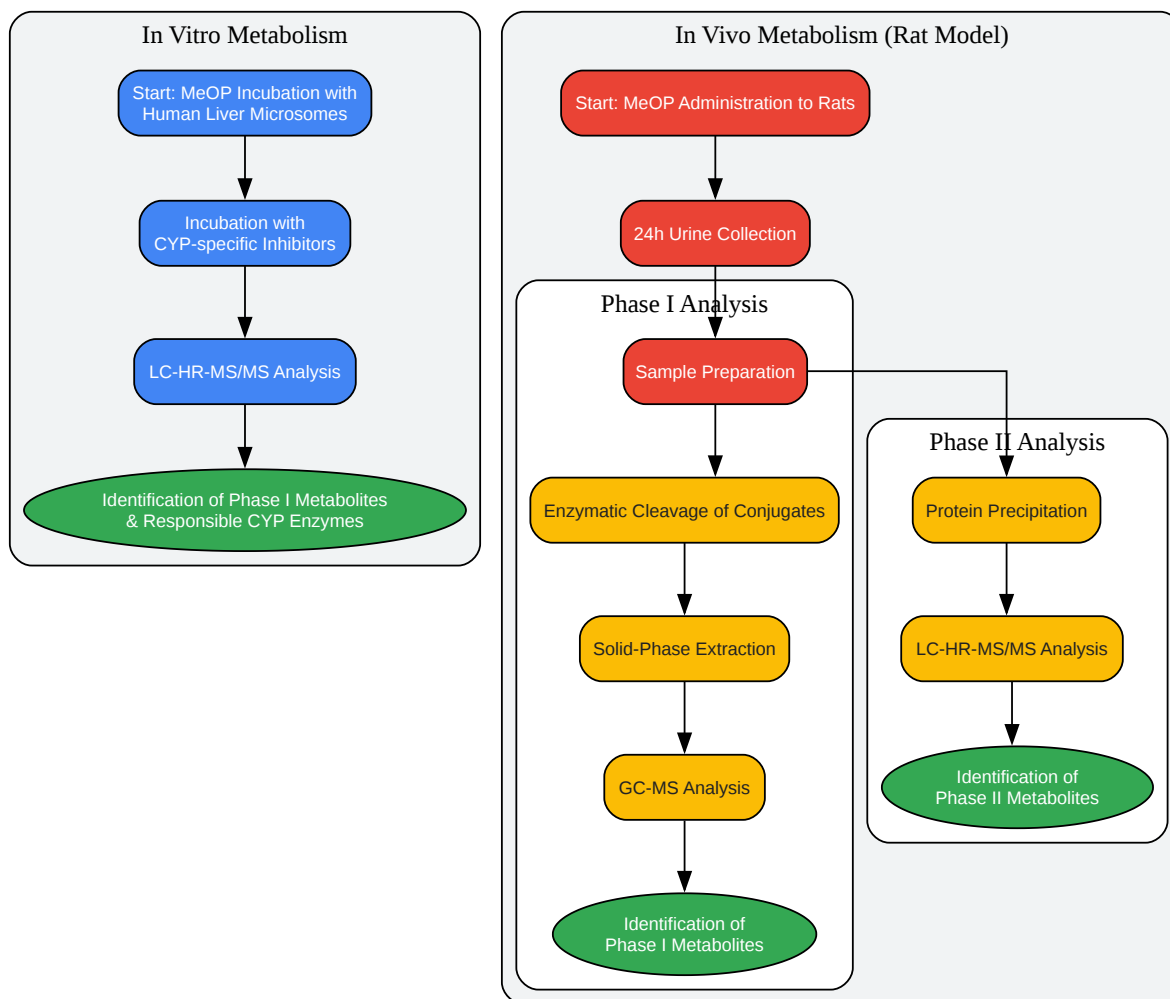 In Vitro Metabolism
Start: MeOP Incubation with
Human Liver Microsomes
Incubation with
CYP-specific Inhibitors
LC-HR-MS/MS Analysis
Identification of Phase I Metabolites
& Responsible CYP Enzymes
In Vivo Metabolism (Rat Model)
Start: MeOP Administration to Rats
24h Urine Collection
Phase I Analysis
Sample Preparation
Enzymatic Cleavage of Conjugates
Solid-Phase Extraction
GC-MS Analysis
Identification of
Phase I Metabolites
Phase II Analysis
Protein Precipitation
LC-HR-MS/MS Analysis
Identification of
Phase II Metabolites